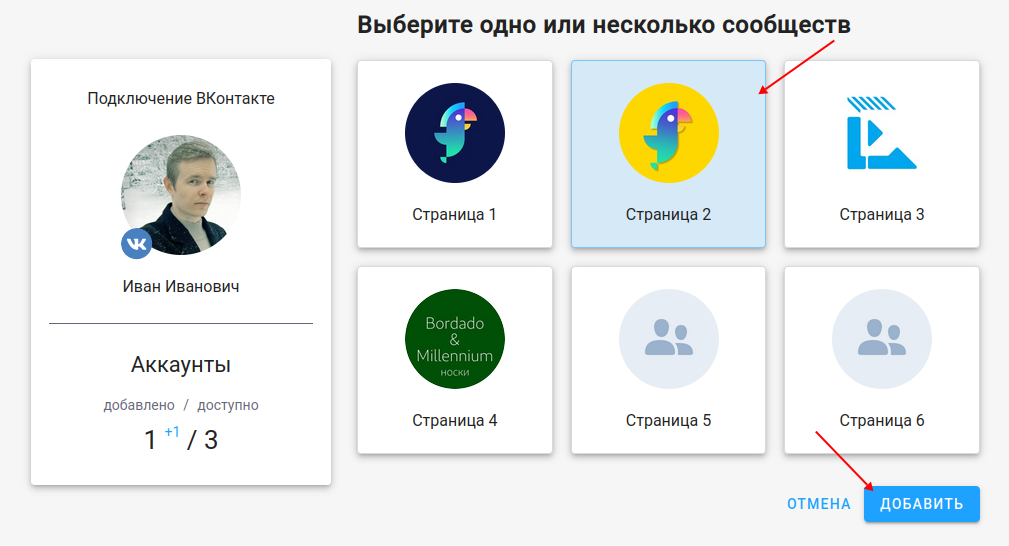 Выберите одно или несколько сообществ
Подключение ВКонтакте
Иван Иванович
Аккаунты
добавлено / доступно
1 +1 / 3
Страница 1
Страница 2
Страница 3
Bordado
&
Millennium
носки
Страница 4
Страница 5
Страница 6
ОТМЕНА
ДОБАВИТЬ